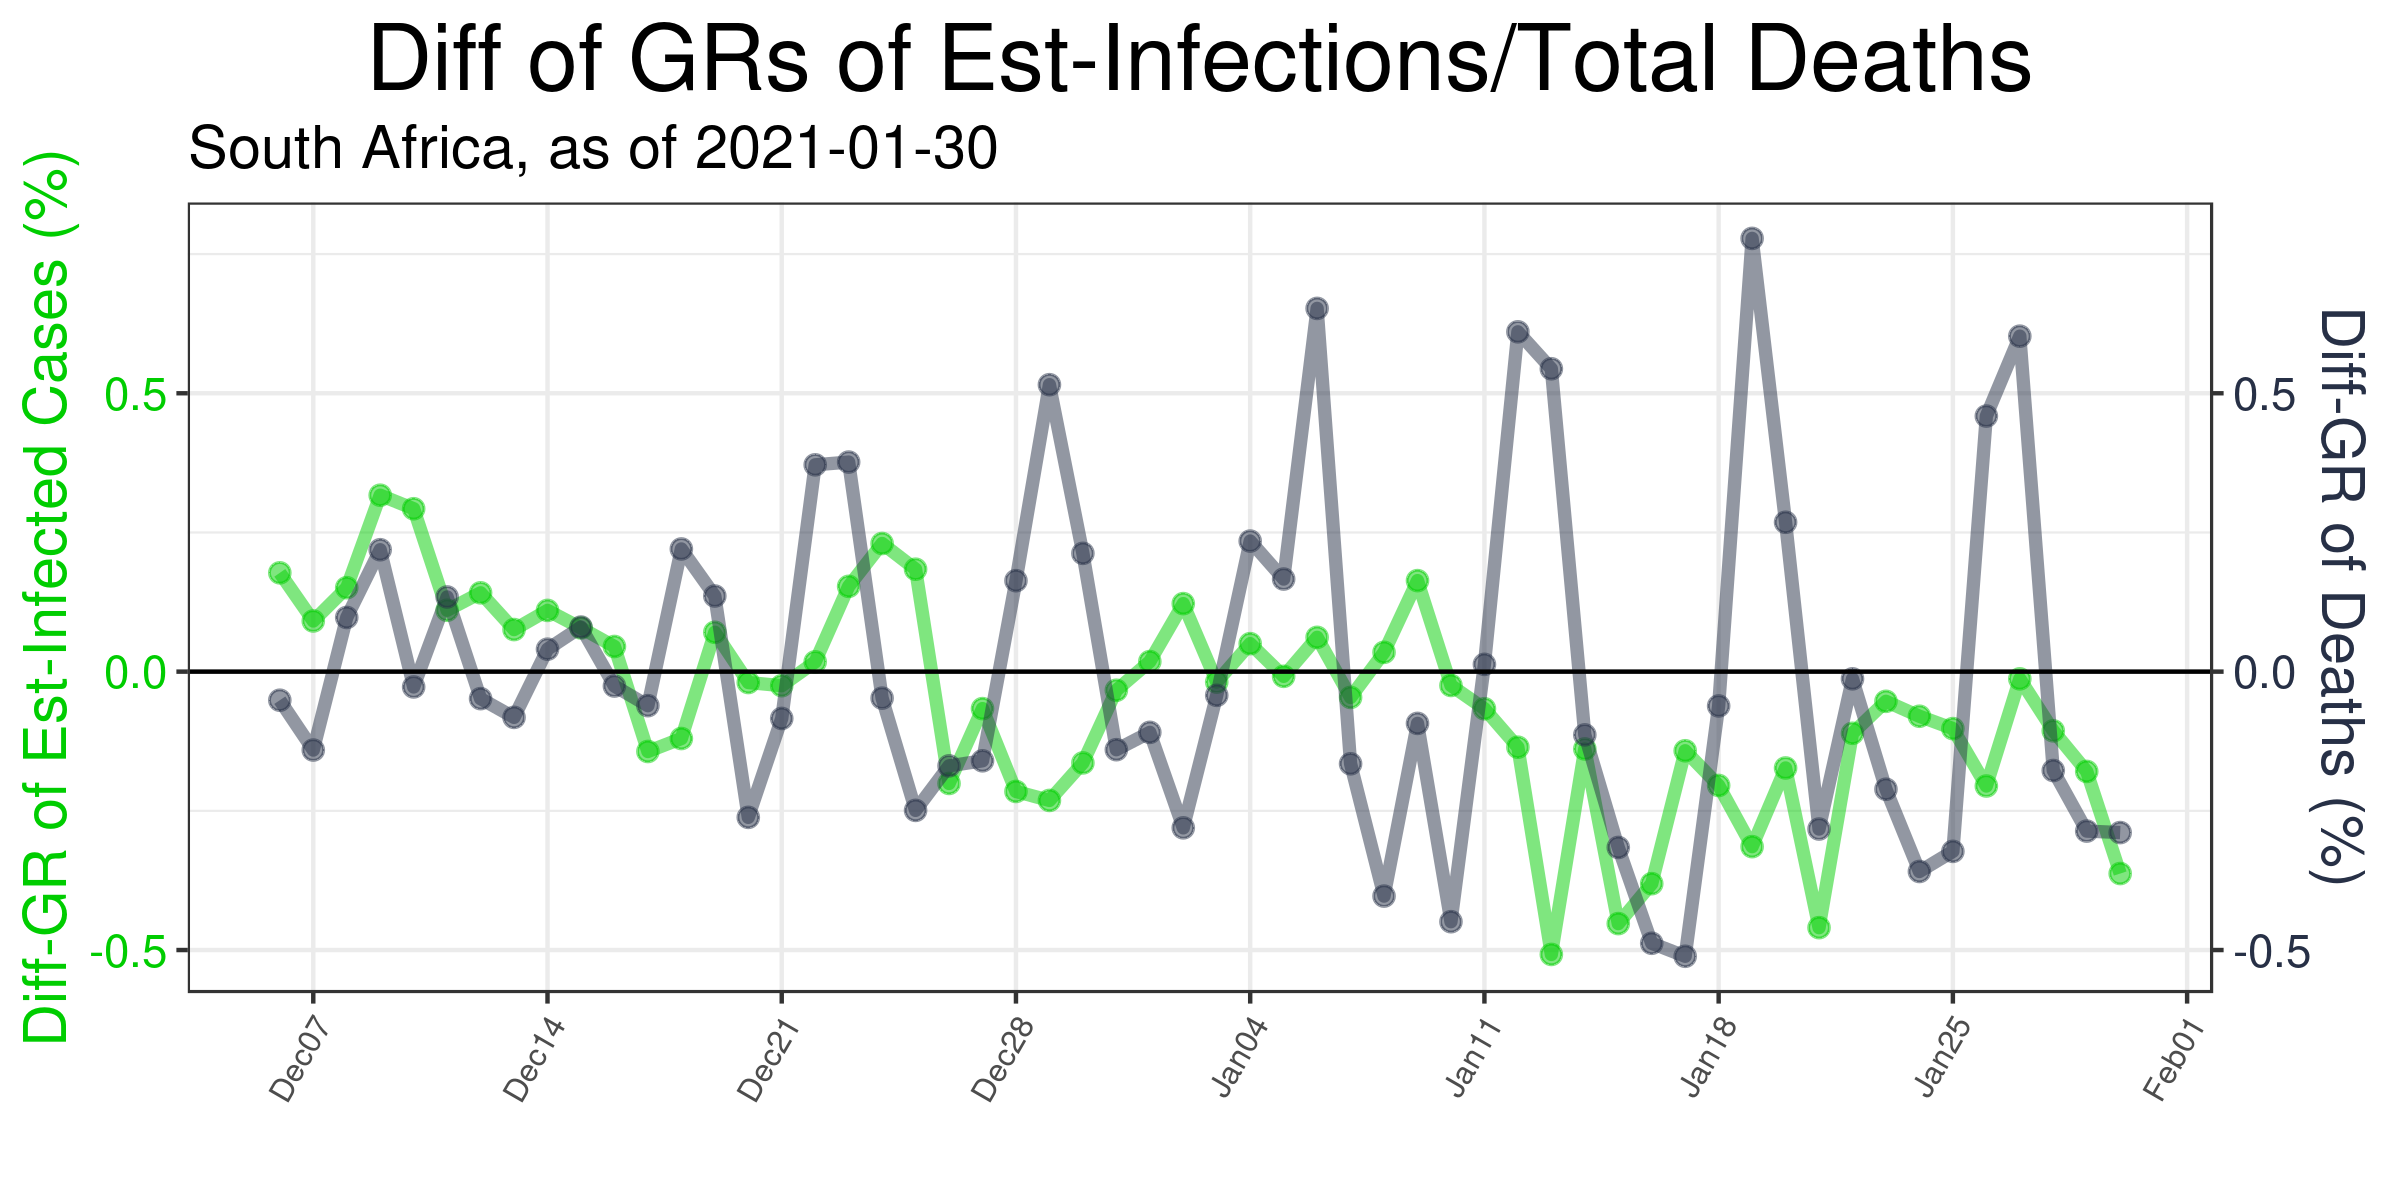 Diff of GRs of Est-Infections/Total Deaths
South Africa, as of 2021-01-30
Diff-GR of Est-Infected Cases (%)
0.5
0.0
-0.5
0.5
0.0
-0.5
Diff-GR of Deaths (%)
Dec07
Dec14
Dec21
Dec28
Jan04
Jan11
Jan18
Jan25
Feb01